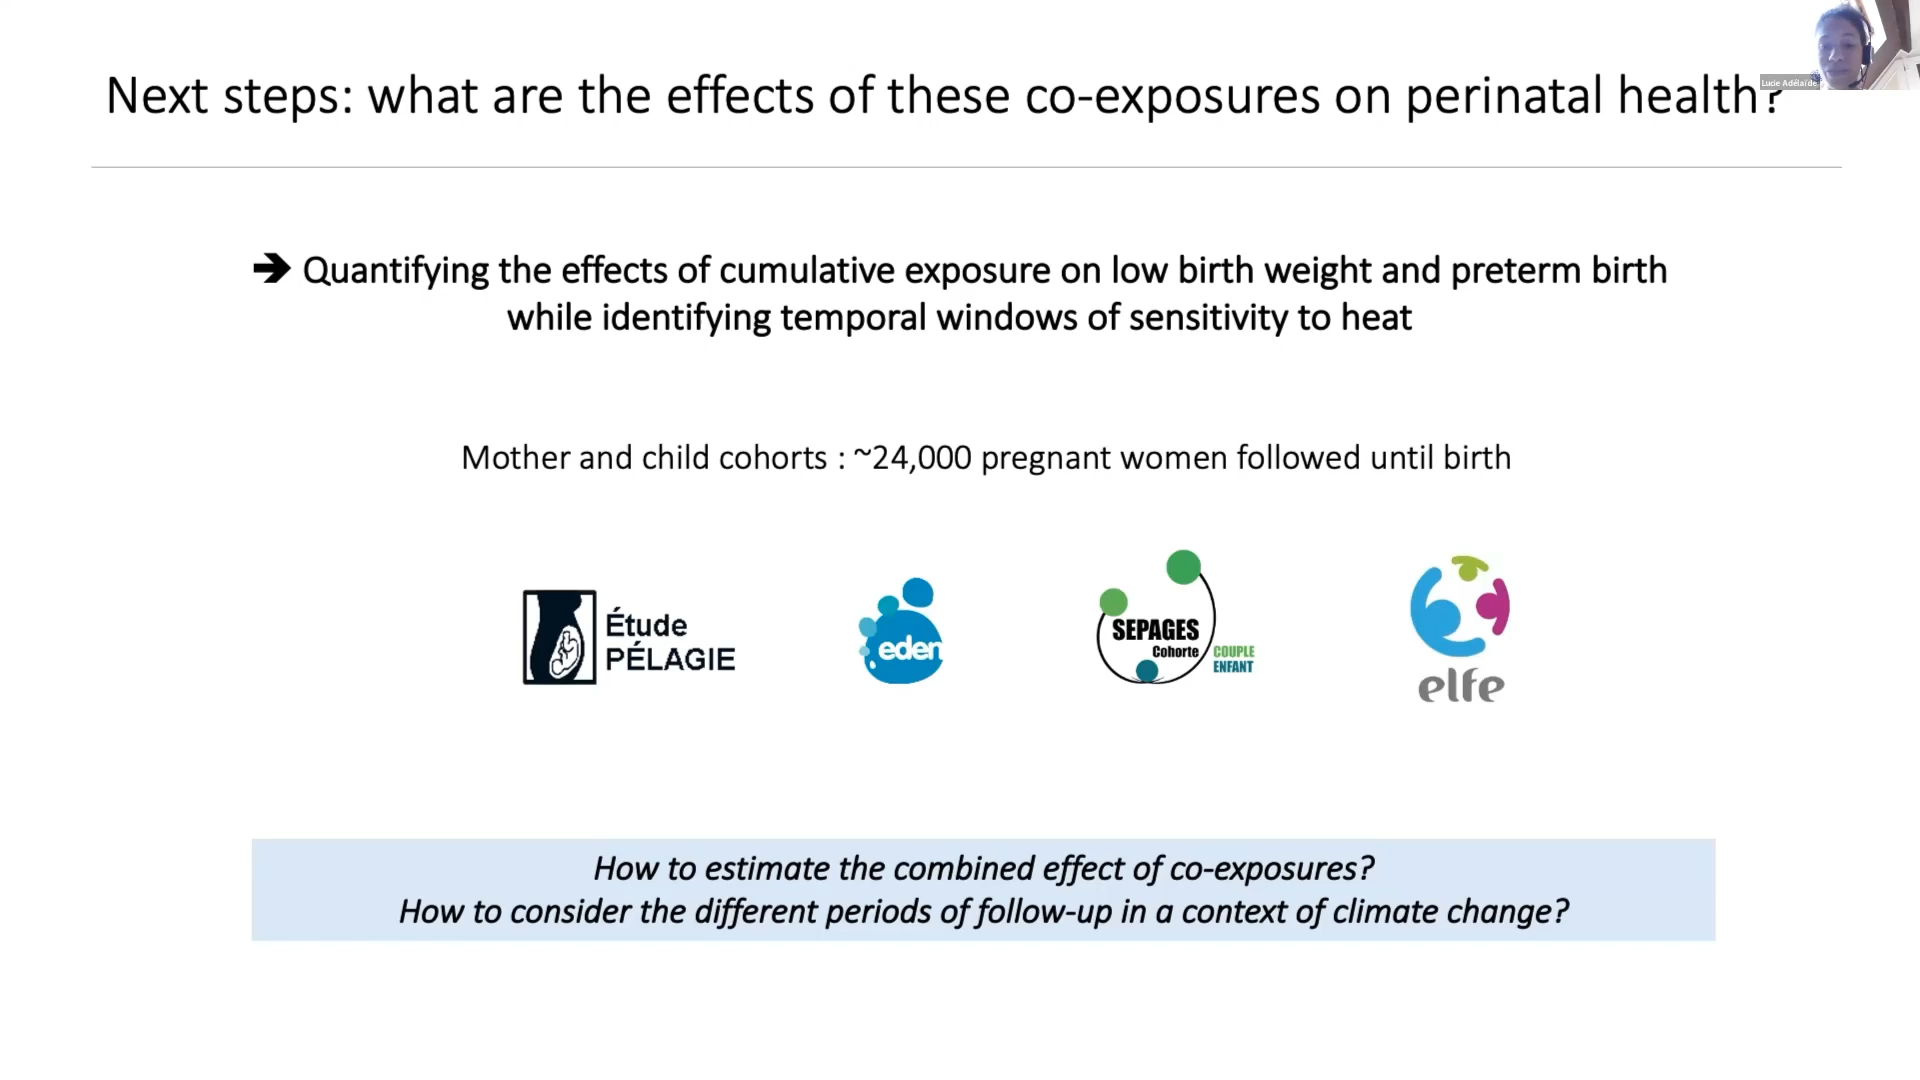 Next steps: what are the effects of these co-exposures on perinatal health?
Lucie Adélaïde
➔ Quantifying the effects of cumulative exposure on low birth weight and preterm birth
while identifying temporal windows of sensitivity to heat
Mother and child cohorts : ~24,000 pregnant women followed until birth
Étude
PÉLAGIE
eden
SEPAGES
Cohorte
COUPLE
ENFANT
elfe
How to estimate the combined effect of co-exposures?
How to consider the different periods of follow-up in a context of climate change?